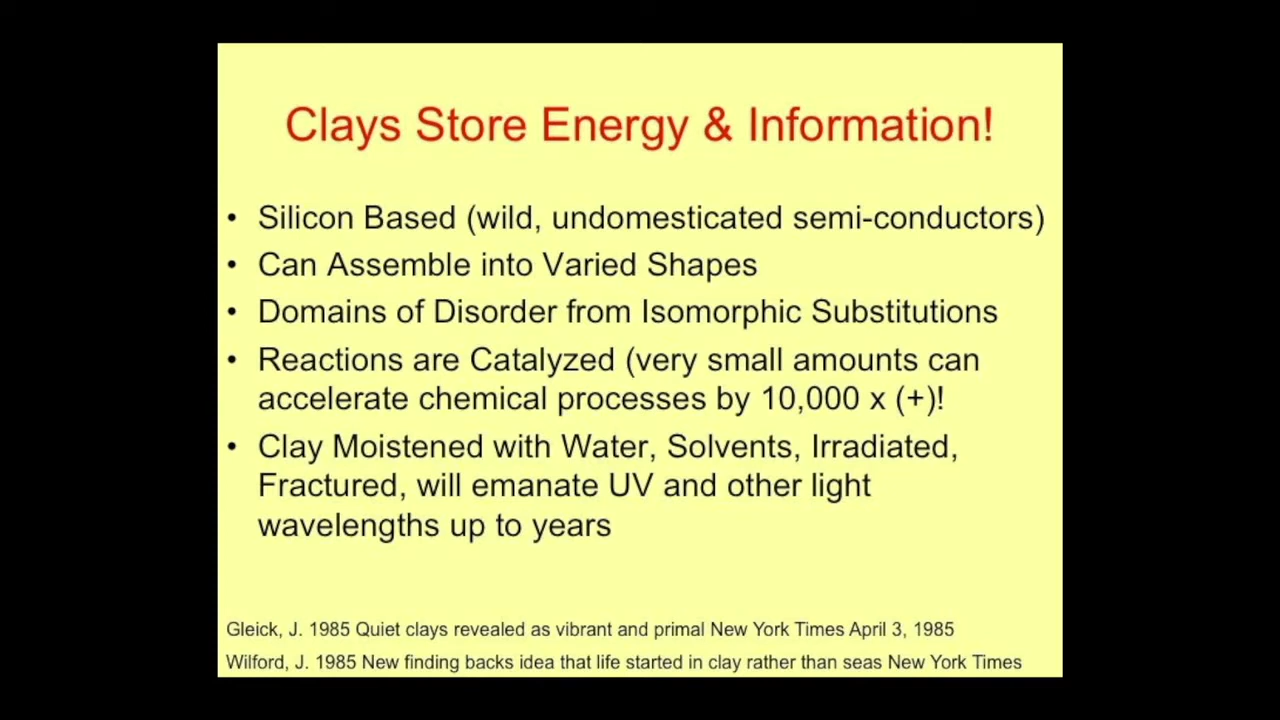 Clays Store Energy & Information!
• Silicon Based (wild, undomesticated semi-conductors)
• Can Assemble into Varied Shapes
• Domains of Disorder from Isomorphic Substitutions
• Reactions are Catalyzed (very small amounts can
accelerate chemical processes by 10,000 x (+)!
• Clay Moistened with Water, Solvents, Irradiated,
Fractured, will emanate UV and other light
wavelengths up to years
Gleick, J. 1985 Quiet clays revealed as vibrant and primal New York Times April 3, 1985
Wilford, J. 1985 New finding backs idea that life started in clay rather than seas New York Times